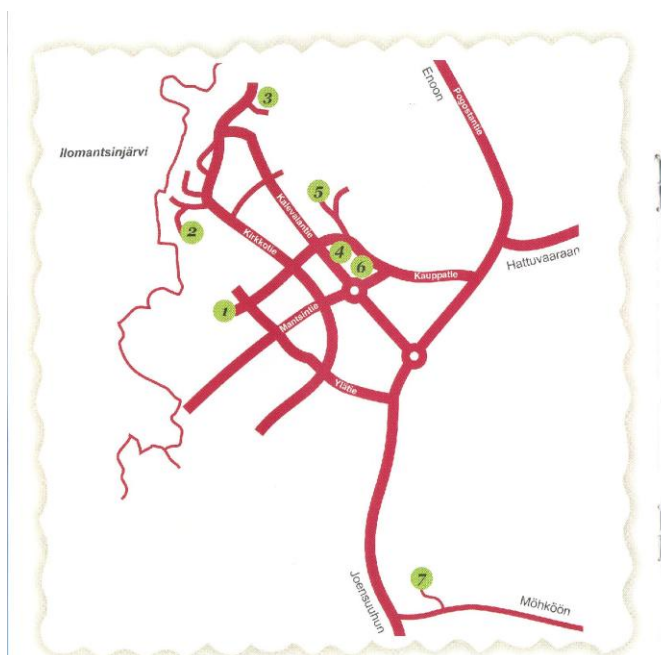 Enoon
Pogostantie
3
Ilomantsinjärvi
5
Kalevalantie
2
Kirkkotie
4
6
Hattuvaaraan
Kauppatie
1
Mantsintie
Ylätie
7
Joensuuhun
Möhköön